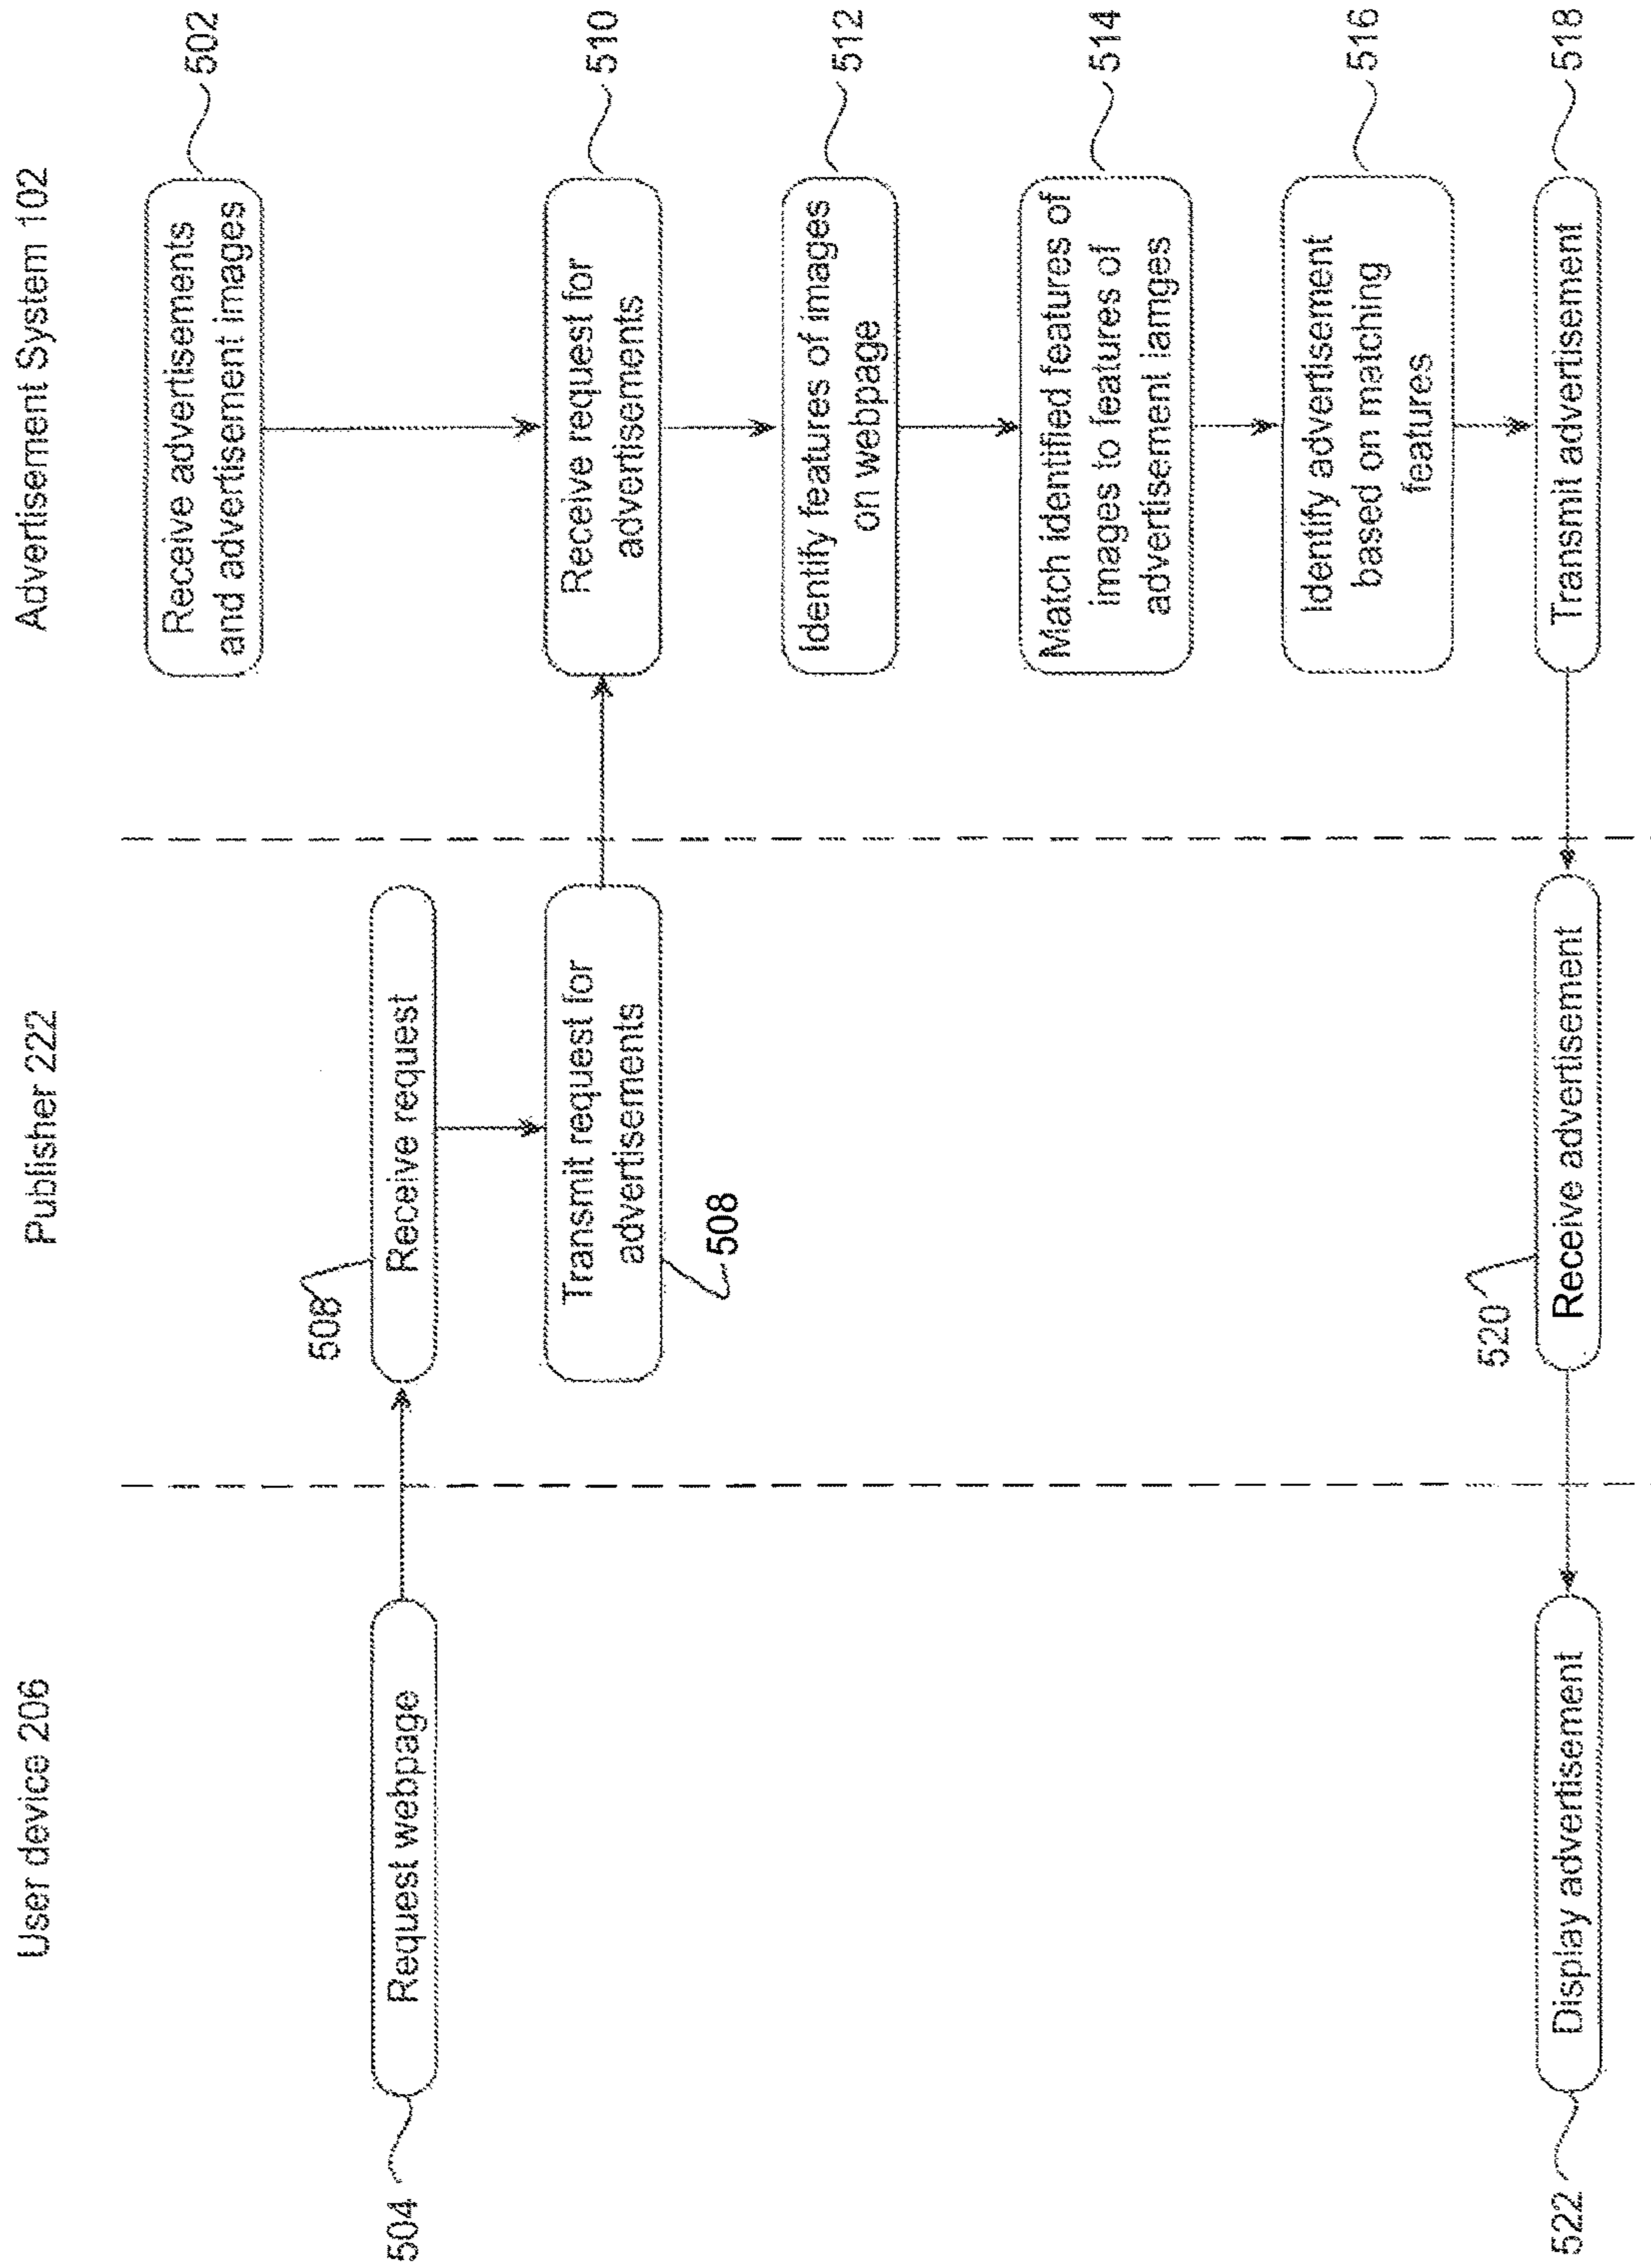 User device 206
Publisher 222
Advertisement System 102
Receive advertisements
and advertisement images
502
504
Request webpage
508
Receive request
Transmit request for
advertisements
508
Receive request for
advertisements
510
Identify features of images
on webpage
512
Match identified features of
images to features of
advertisement iamges
514
Identify advertisement
based on matching
features
516
Transmit advertisement
518
520
Receive advertisement
522
Display advertisement